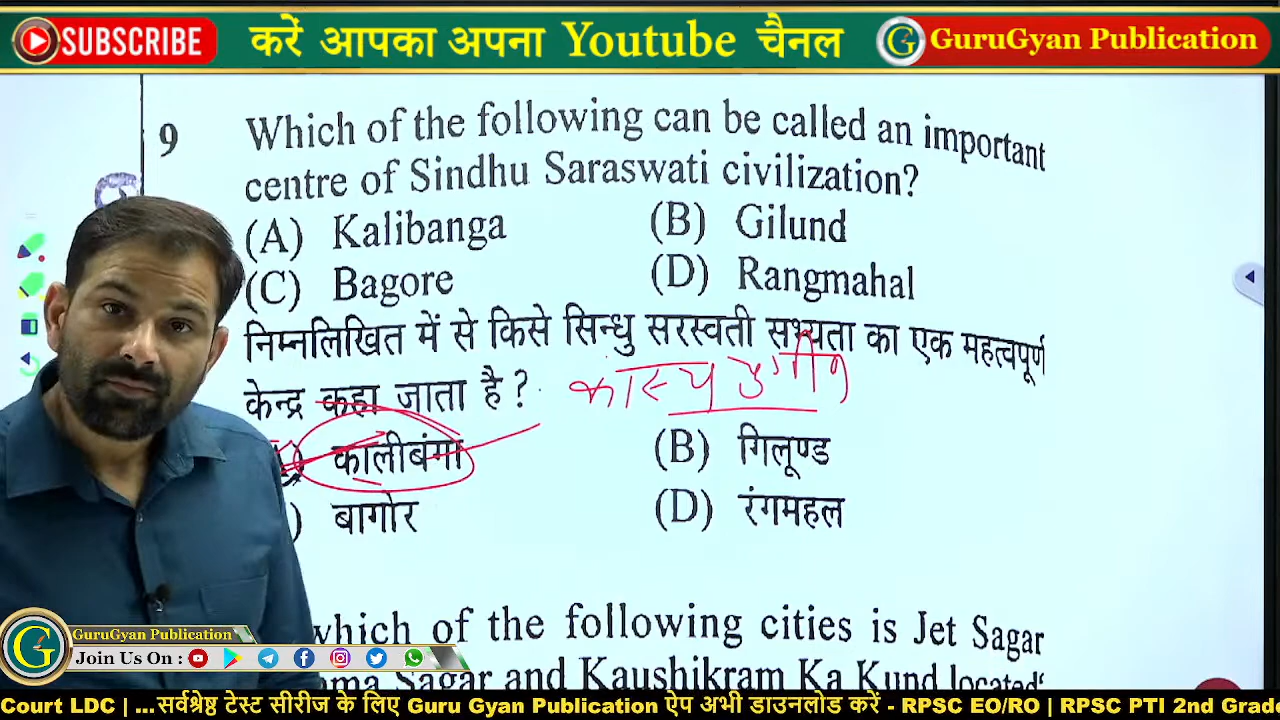 SUBSCRIBE करें आपका अपना Youtube चैनल GuruGyan Publication
9 Which of the following can be called an important
centre of Sindhu Saraswati civilization?
(A) Kalibanga (B) Gilund
(C) Bagore (D) Rangmahal
निम्नलिखित में से किसे सिन्धु सरस्वती सभ्यता का एक महत्वपूर्ण
केन्द्र कहा जाता है ?
कास्य युगीन
कालीबंगा (B) गिलूण्ड
) बागोर (D) रंगमहल
which of the following cities is Jet Sagar
Sagar and Kaushikram Ka Kund located
GuruGyan Publication
Join Us On :
Court LDC | ...सर्वश्रेष्ठ टेस्ट सीरीज के लिए Guru Gyan Publication ऐप अभी डाउनलोड करें - RPSC EO/RO | RPSC PTI 2nd Grade